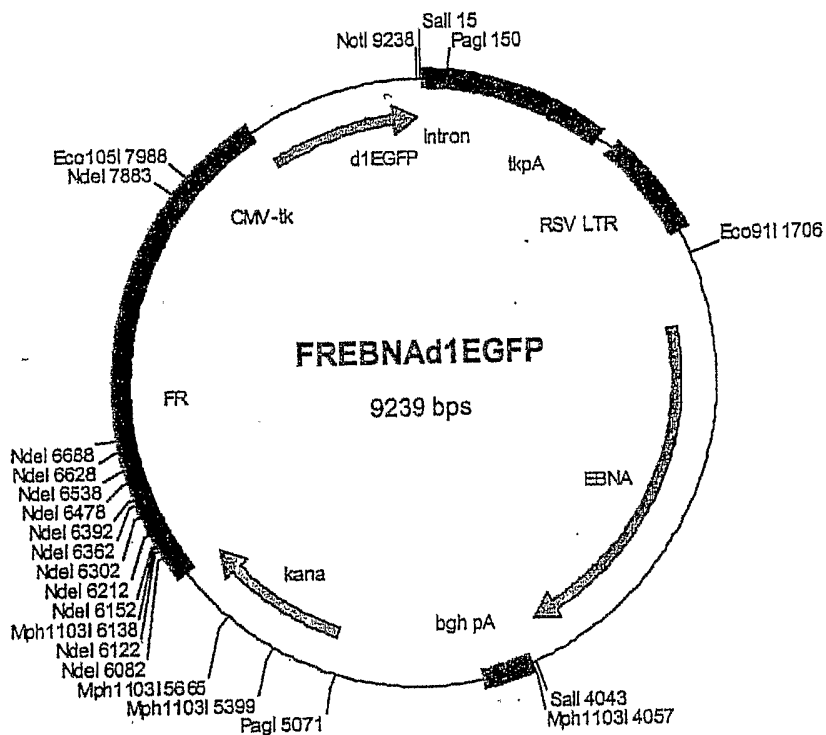 SalI 15
NotI 9238
PagI 150
Eco105I 7988
NdeI 7883
Intron
d1EGFP
tkpA
CMV-tk
RSV LTR
Eco91I 1706
FREBNAd1EGFP
9239 bps
FR
EBNA
NdeI 6688
NdeI 6628
NdeI 6538
NdeI 6478
NdeI 6392
NdeI 6362
NdeI 6302
NdeI 6212
NdeI 6152
Mph1103I 6138
NdeI 6122
NdeI 6082
Mph1103I 5665
Mph1103I 5399
PagI 5071
kana
bgh pA
SalI 4043
Mph1103I 4057